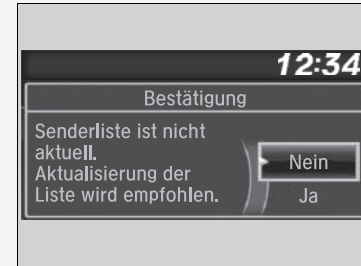 12:34
Bestätigung
Senderliste ist nicht
aktuell.
Aktualisierung der
Liste wird empfohlen.
Nein
Ja